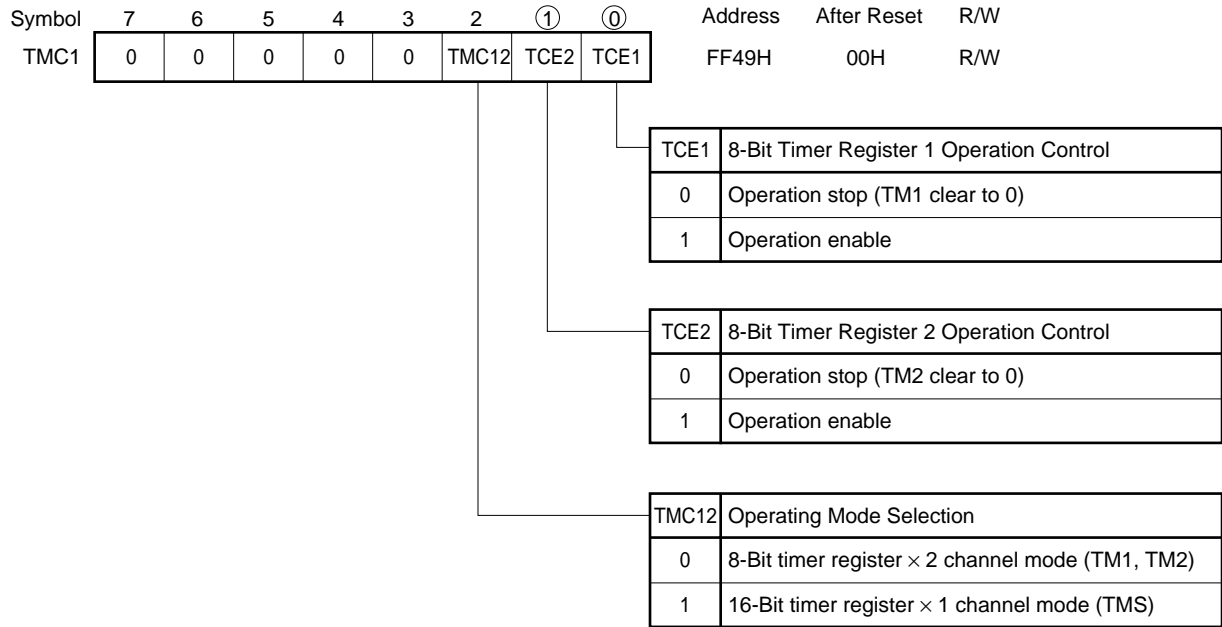 Symbol 7 6 5 4 3 2 ① ⓪ Address After Reset R/W
TMC1 0 0 0 0 0 TMC12 TCE2 TCE1 FF49H 00H R/W
TCE1 8-Bit Timer Register 1 Operation Control
0 Operation stop (TM1 clear to 0)
1 Operation enable
TCE2 8-Bit Timer Register 2 Operation Control
0 Operation stop (TM2 clear to 0)
1 Operation enable
TMC12 Operating Mode Selection
0 8-Bit timer register × 2 channel mode (TM1, TM2)
1 16-Bit timer register × 1 channel mode (TMS)